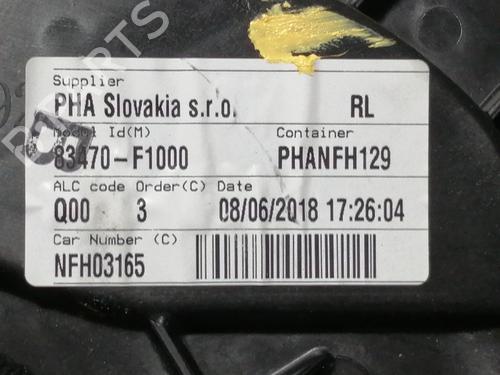 Supplier
PHA Slovakia s.r.o. RL
Modul Id(M) Container
83470-F1000 PHANFH129
ALC code Order(C) Date
Q00 3 08/06/2018 17:26:04
Car Number (C)
NFH03165